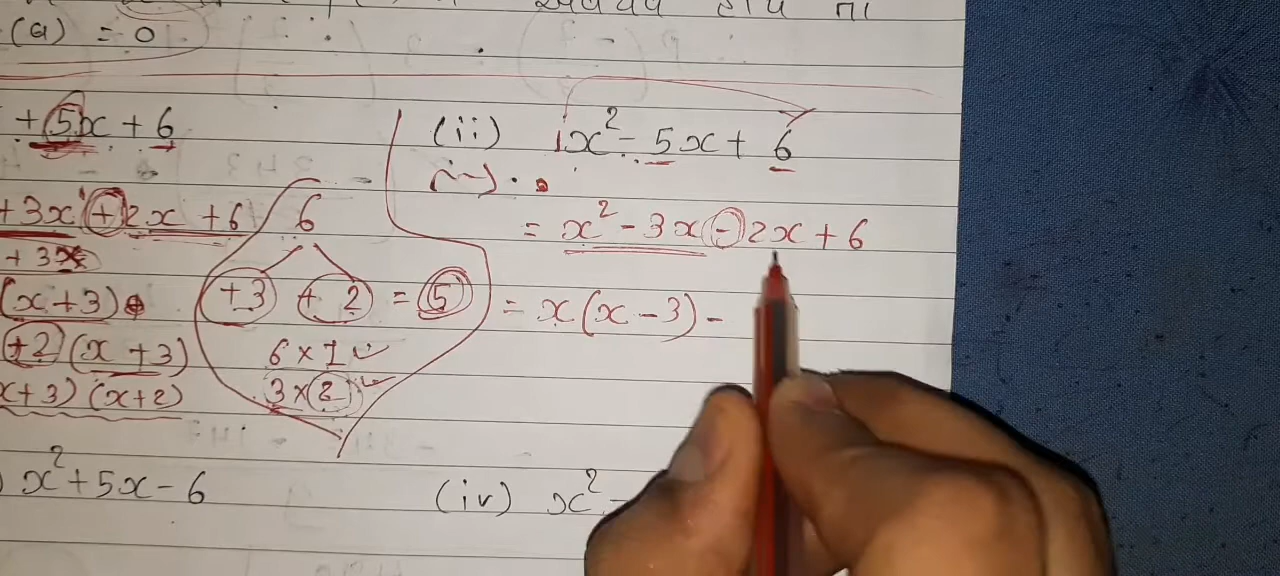 (a) = 0
+5x + 6
+3x + 2x + 6
+ 3x
(x+3)
+2 (x+3)
x+3) (x+2)
6
+3 + 2 = 5
6 × 1
3 × 2
(ii) 1x² - 5x + 6
= x² - 3x - 2x + 6
= x(x - 3) -
x² + 5x - 6
(iv) x² -